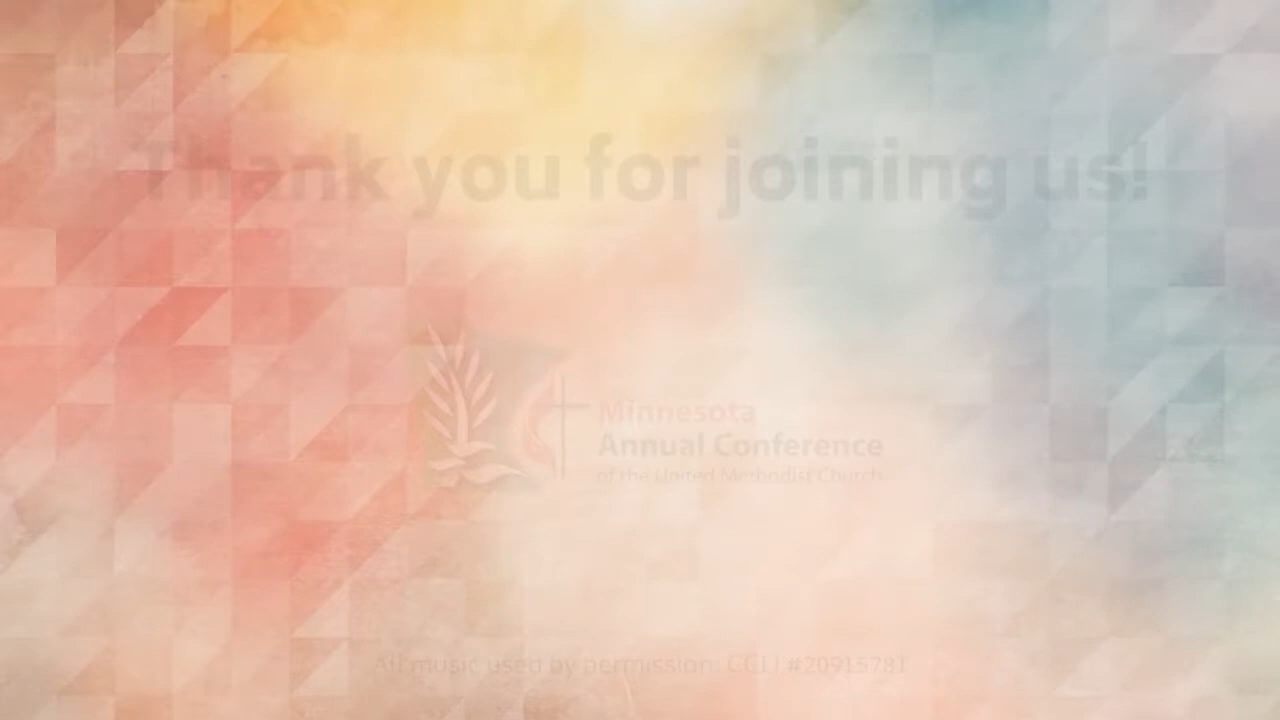 Thank you for joining us!
Minnesota
Annual Conference
of the United Methodist Church
All music used by permission: CCLI #20915781